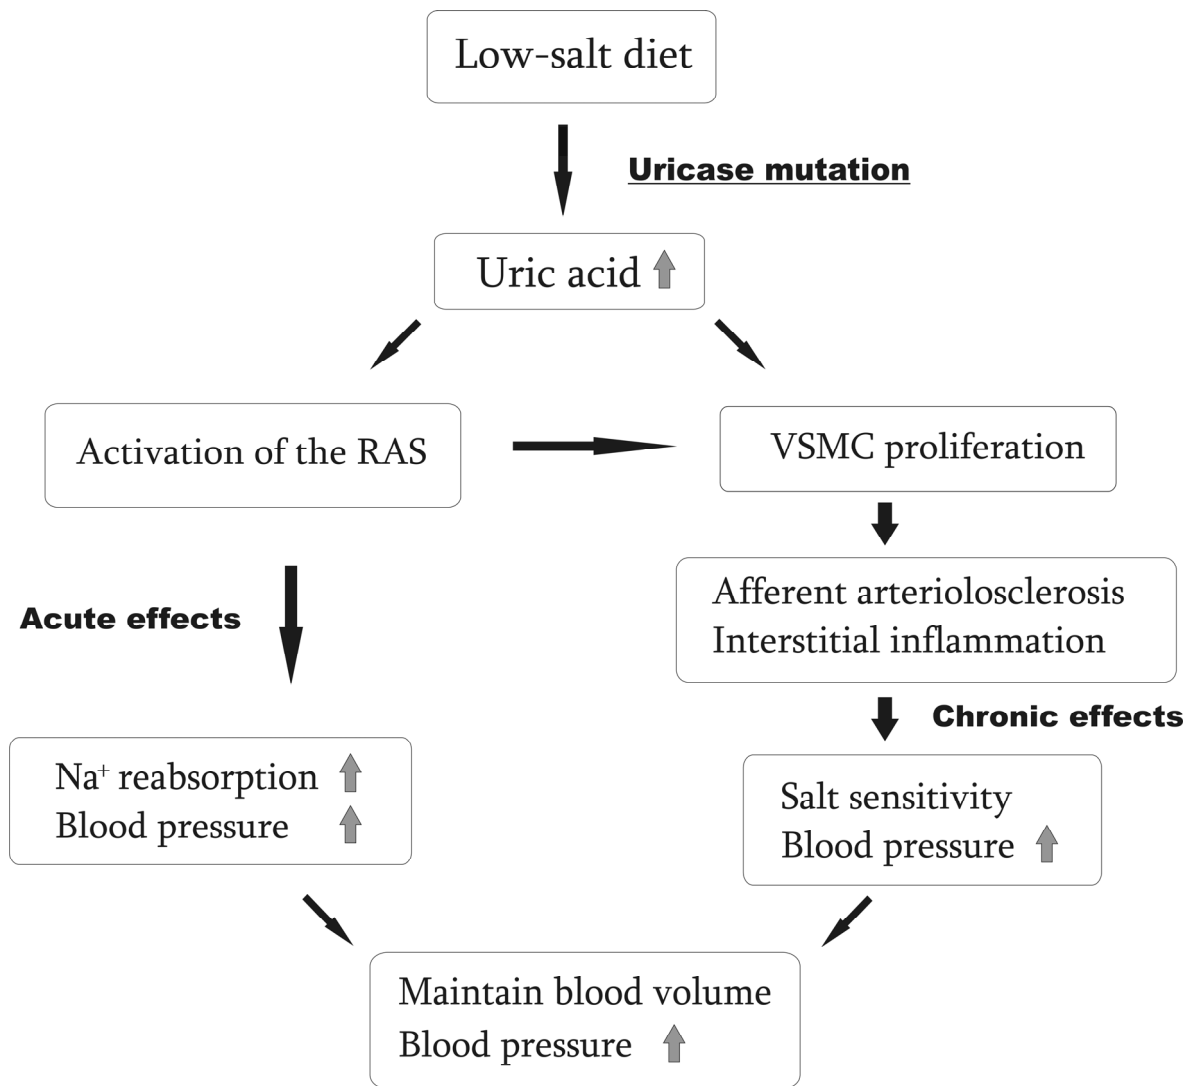 Low-salt diet
Uricase mutation
Uric acid
Activation of the RAS
VSMC proliferation
Afferent arteriolosclerosis
Interstitial inflammation
Acute effects
Chronic effects
Na⁺ reabsorption
Blood pressure
Salt sensitivity
Blood pressure
Maintain blood volume
Blood pressure